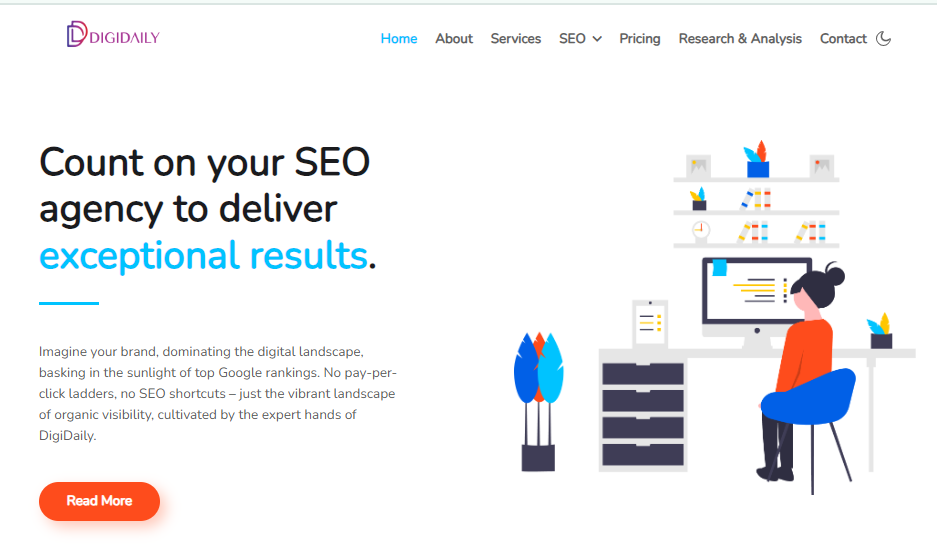 DIGIDAILY
Home About Services SEO Pricing Research & Analysis Contact
Count on your SEO
agency to deliver
exceptional results.
Imagine your brand, dominating the digital landscape,
basking in the sunlight of top Google rankings. No pay-per-
click ladders, no SEO shortcuts – just the vibrant landscape
of organic visibility, cultivated by the expert hands of
DigiDaily.
Read More